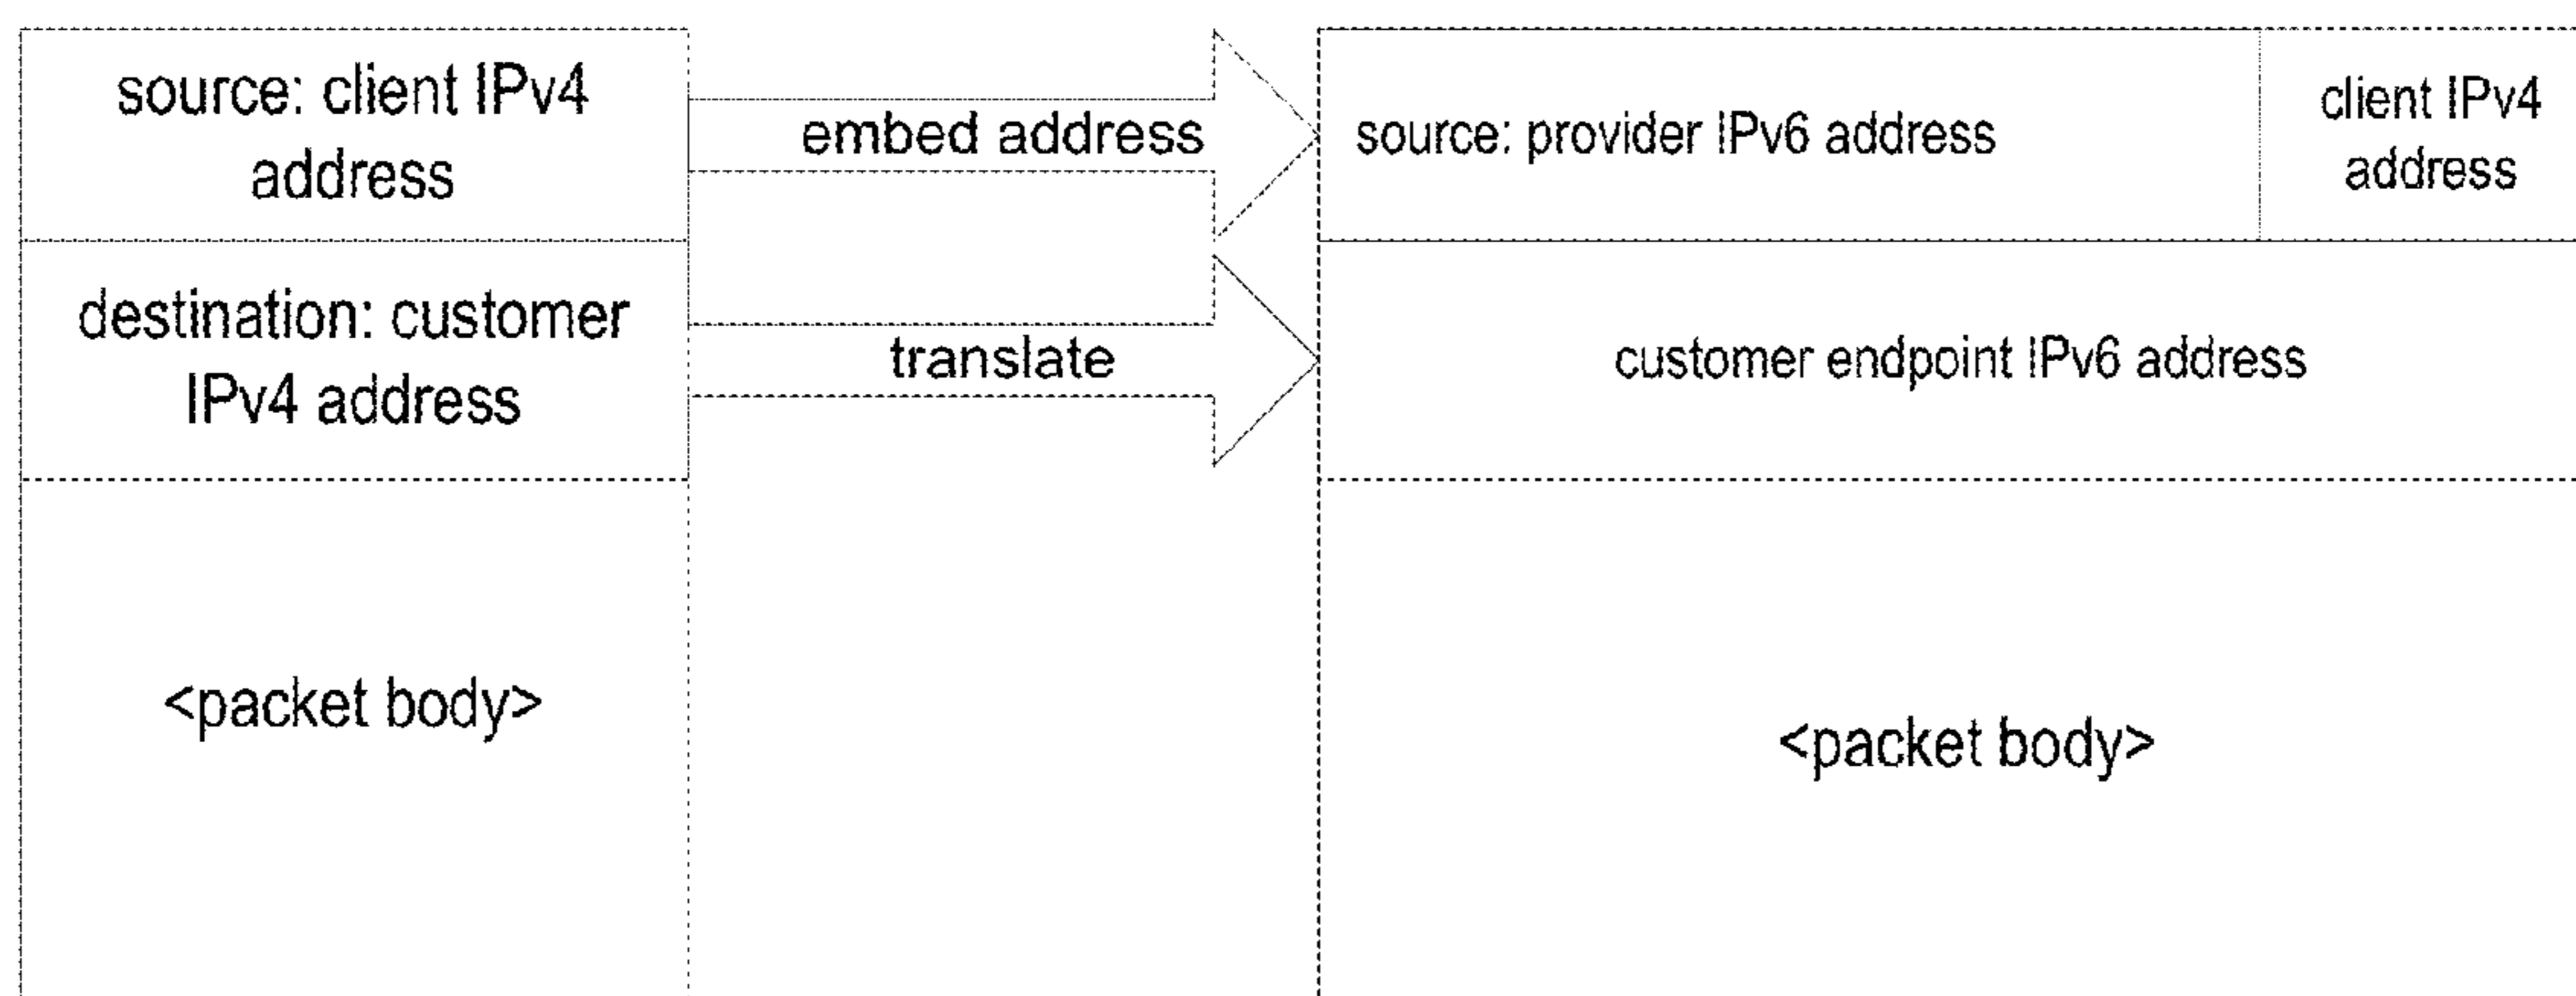 source: client IPv4
address
embed address
source: provider IPv6 address
client IPv4
address
destination: customer
IPv4 address
translate
customer endpoint IPv6 address
<packet body>
<packet body>